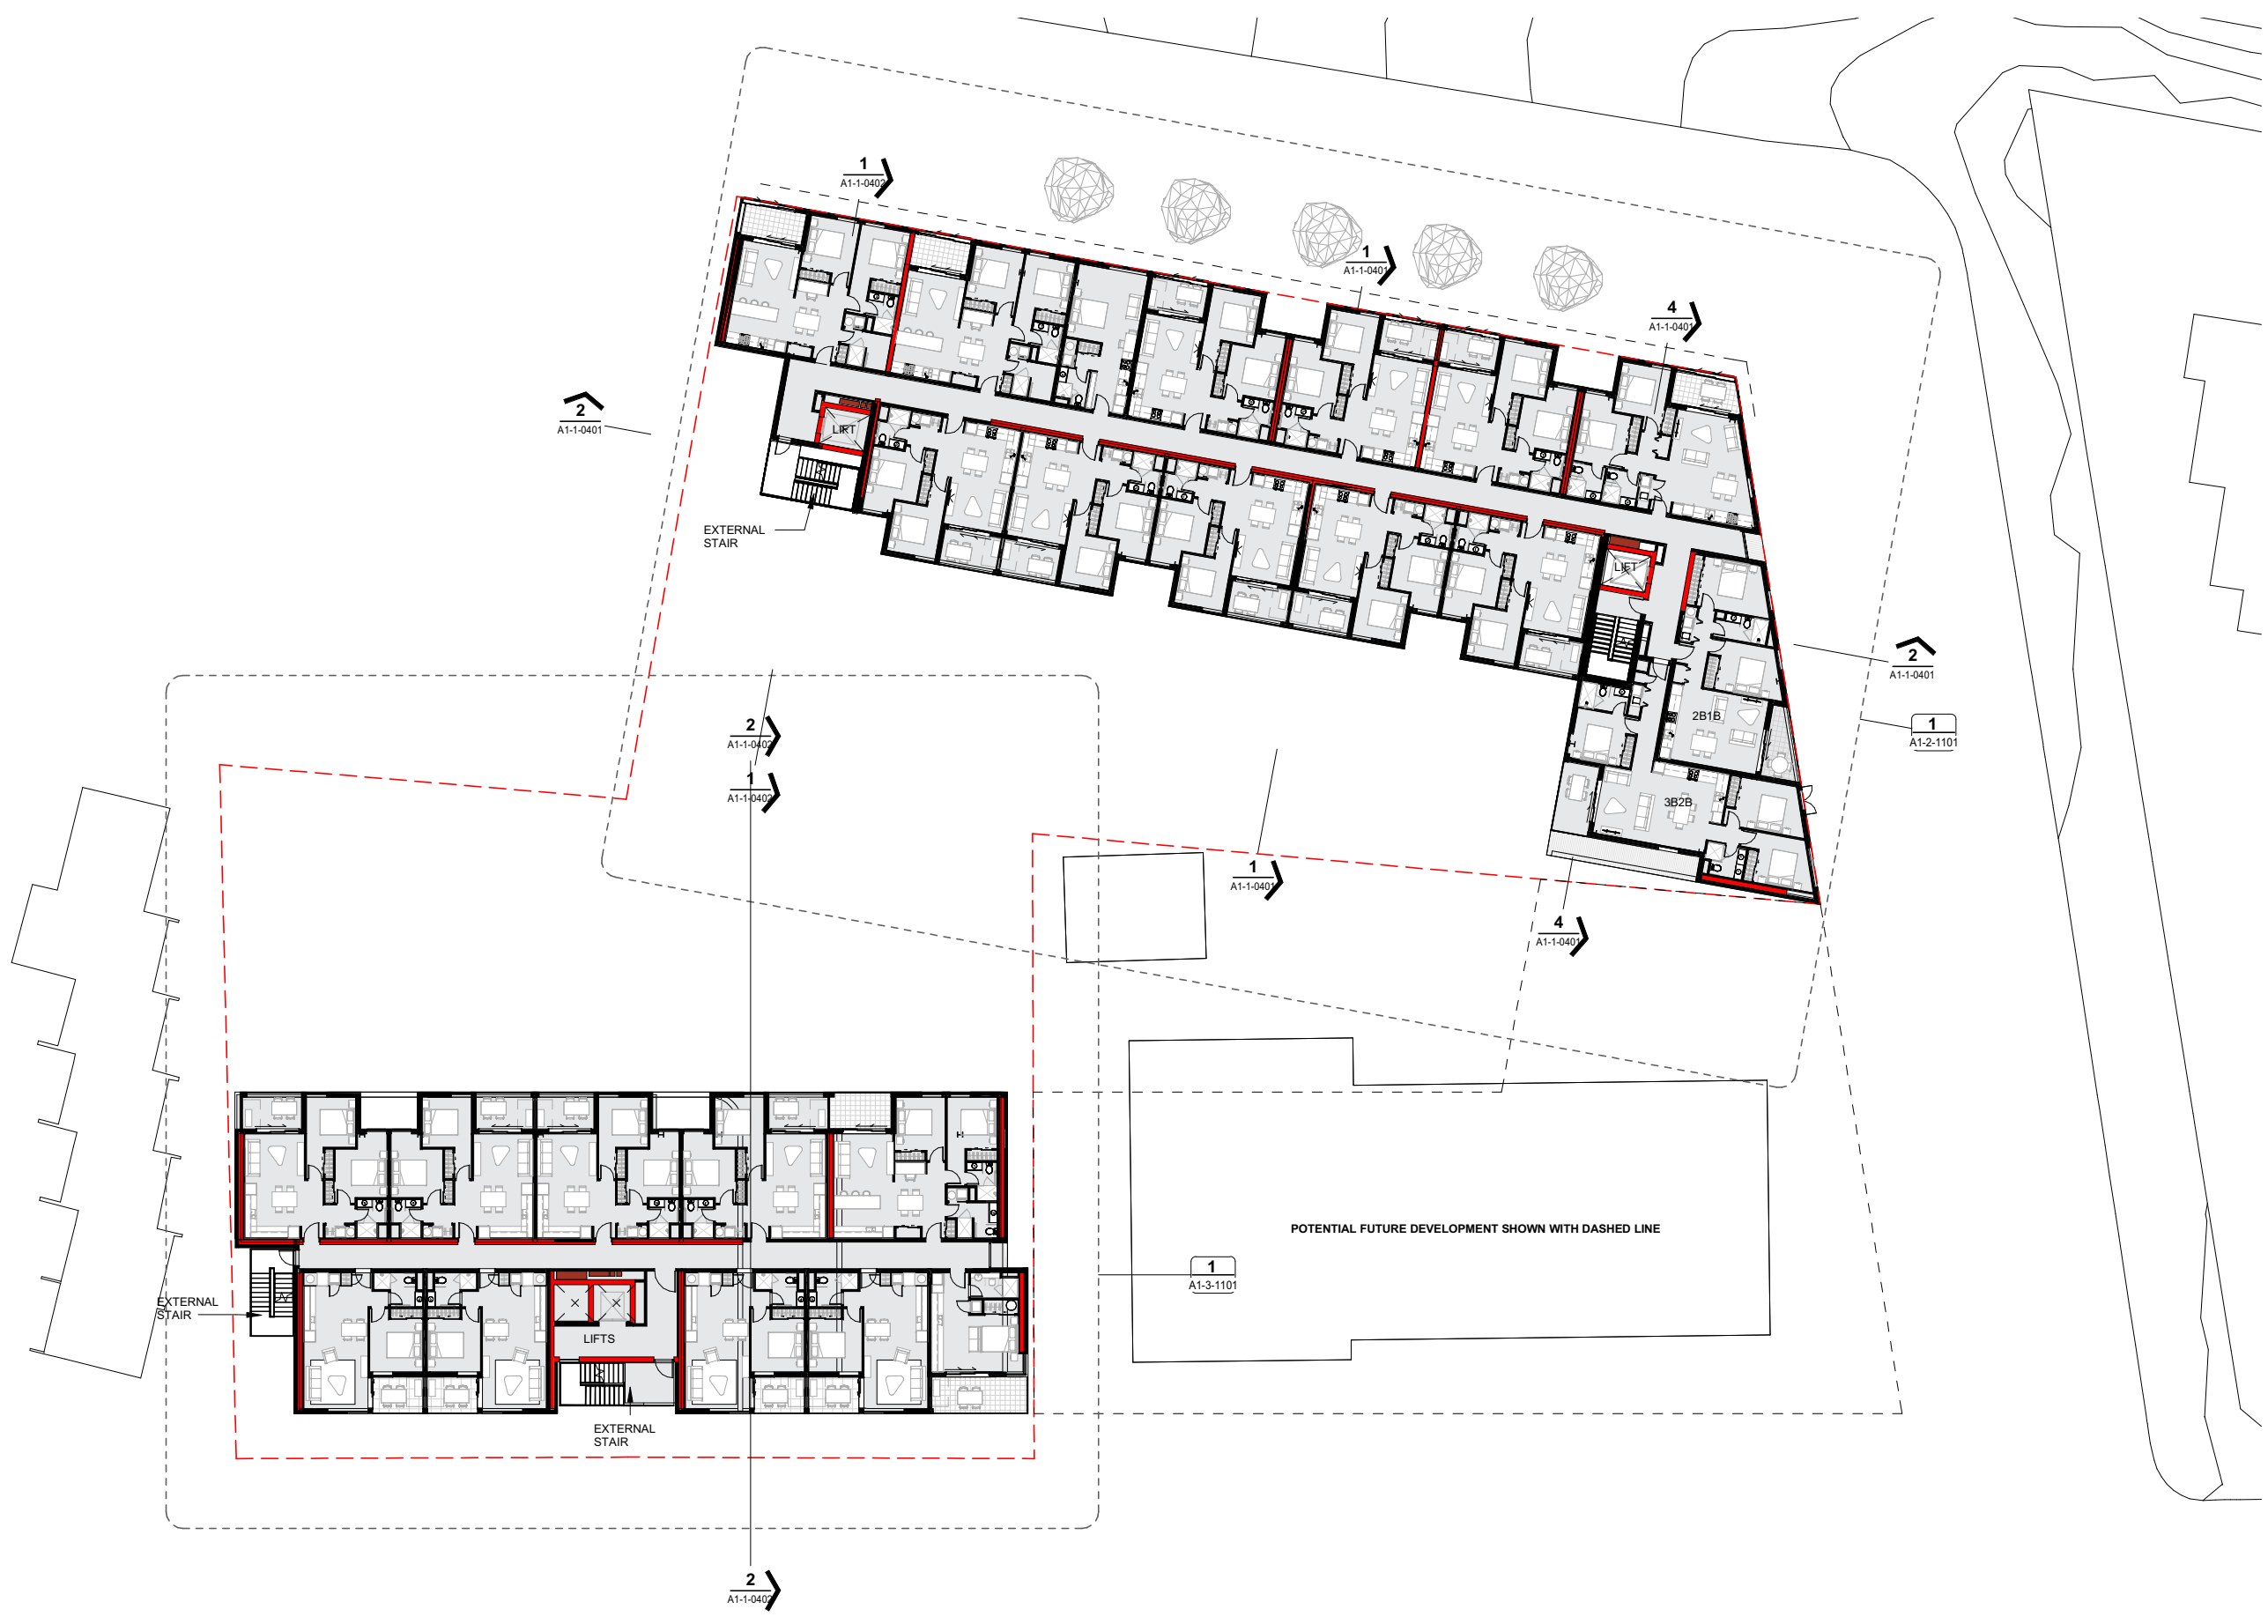 1
A1-1-0402
1
A1-1-0401
4
A1-1-0401
2
A1-1-0401
LIFT
EXTERNAL
STAIR
LIFT
2
A1-1-0401
2B1B
1
A1-2-1101
2
A1-1-0402
1
A1-1-0402
3B2B
1
A1-1-0401
4
A1-1-0401
POTENTIAL FUTURE DEVELOPMENT SHOWN WITH DASHED LINE
1
A1-3-1101
EXTERNAL
STAIR
LIFTS
EXTERNAL
STAIR
2
A1-1-0402